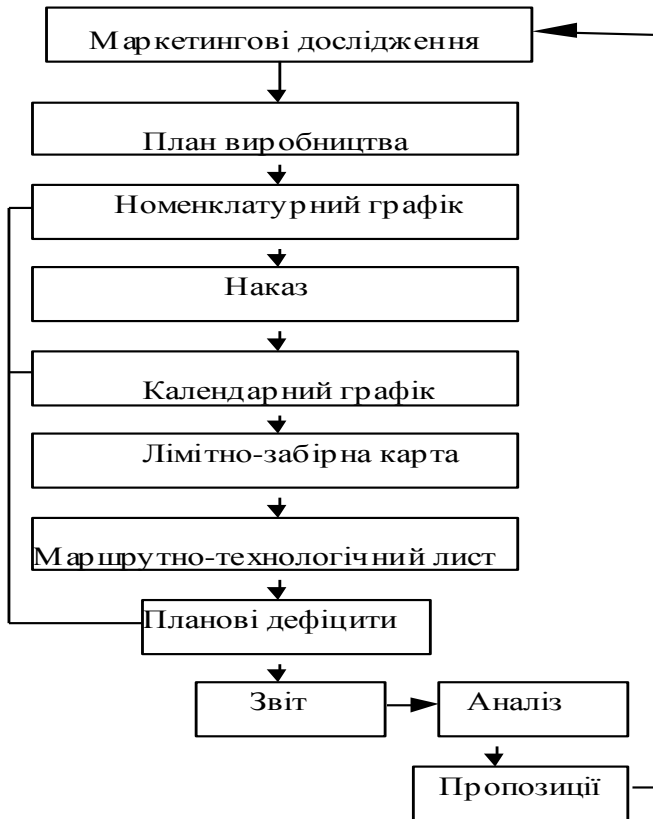 Маркетингові дослідження
План виробництва
Номенклатурний графік
Наказ
Календарний графік
Лімітно-забірна карта
Маршрутно-технологічний лист
Планові дефіцити
Звіт
Аналіз
Пропозиції